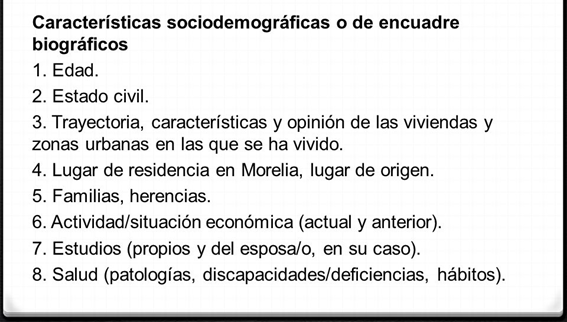 Características sociodemográficas o de encuadre
biográficos
1. Edad.
2. Estado civil.
3. Trayectoria, características y opinión de las viviendas y
zonas urbanas en las que se ha vivido.
4. Lugar de residencia en Morelia, lugar de origen.
5. Familias, herencias.
6. Actividad/situación económica (actual y anterior).
7. Estudios (propios y del esposa/o, en su caso).
8. Salud (patologías, discapacidades/deficiencias, hábitos).